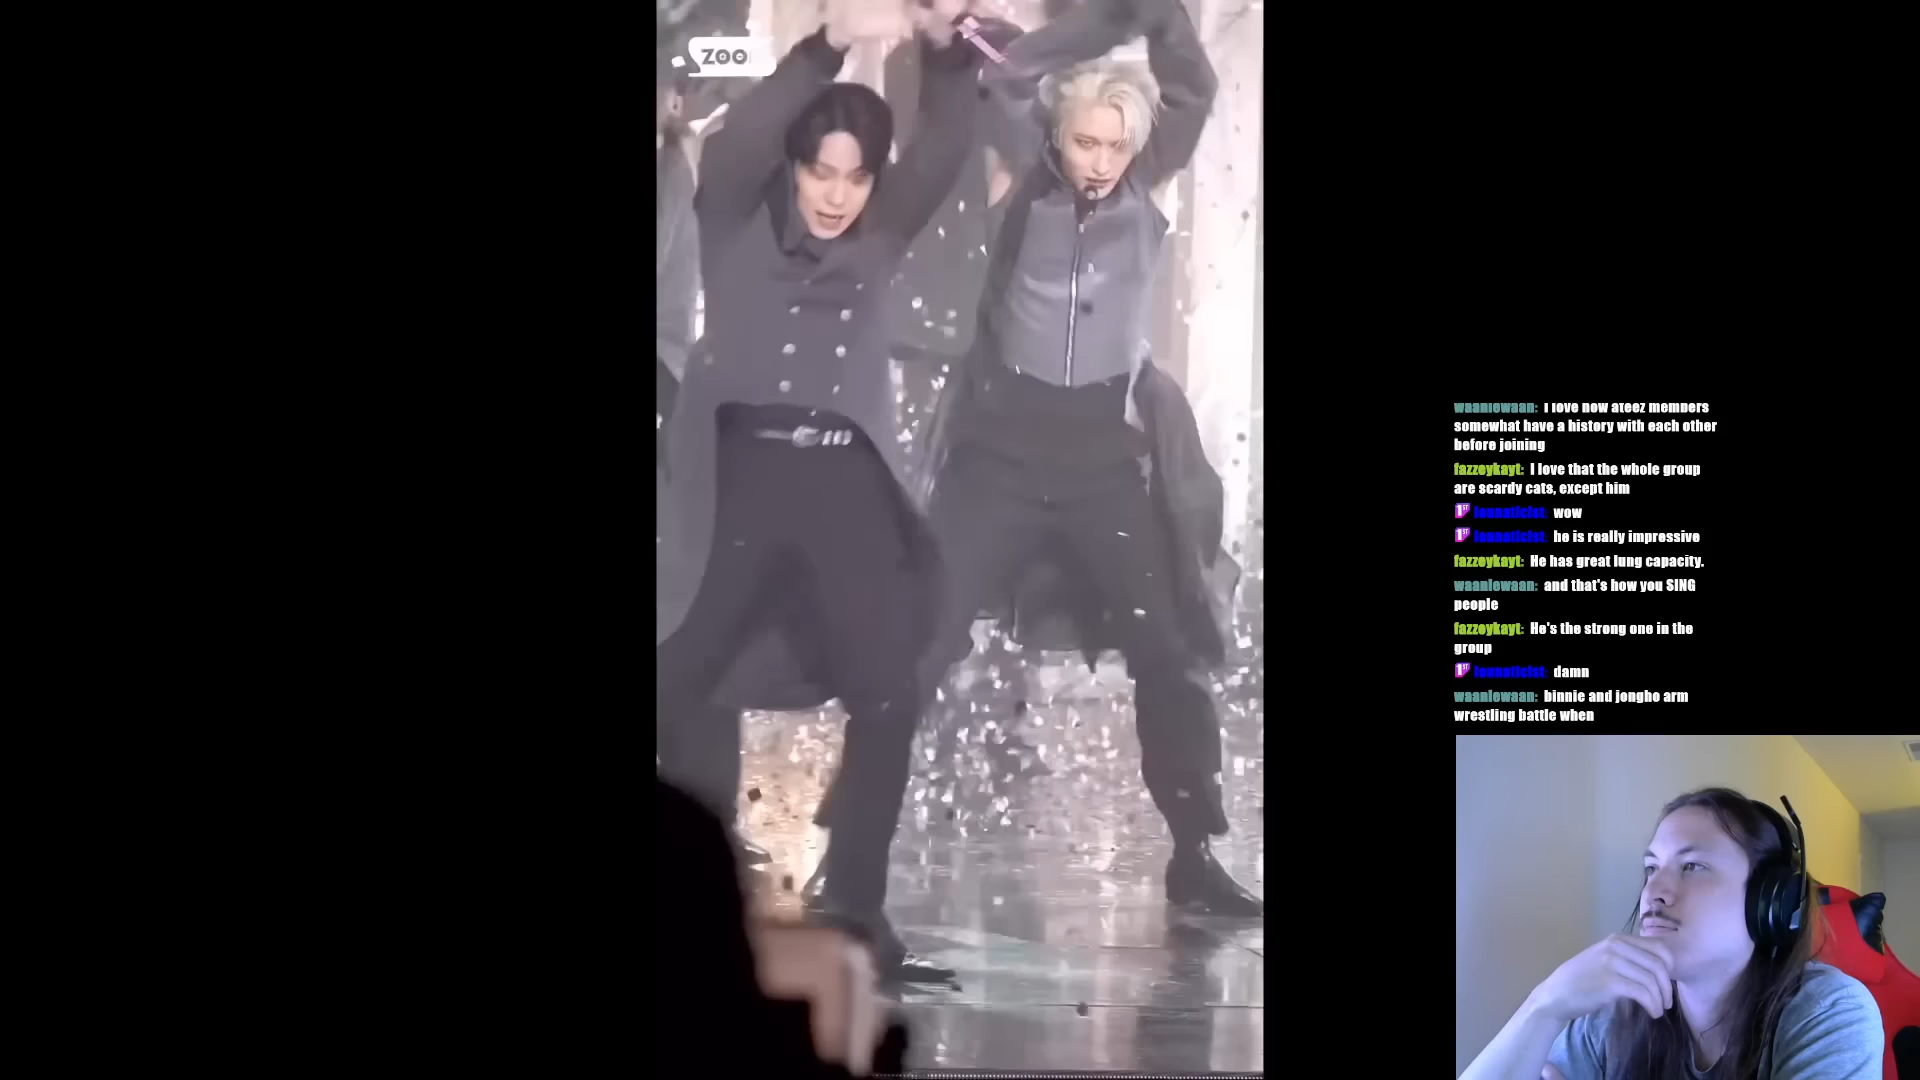 ZOO
waaniewaan: I love how ateez members
somewhat have a history with each other
before joining
fazzeykayt: I love that the whole group
are scardy cats, except him
wow
he is really impressive
fazzeykayt: He has great lung capacity.
waaniewaan: and that's how you SING
people
fazzeykayt: He's the strong one in the
group
damn
waaniewaan: binnie and jongho arm
wrestling battle when